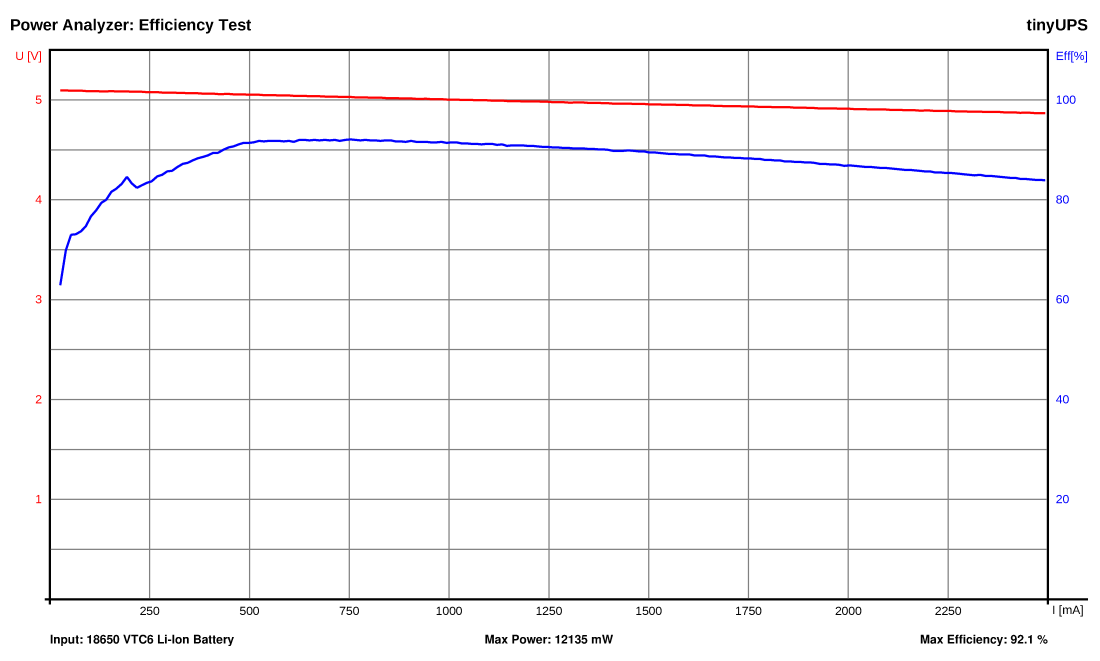 Power Analyzer: Efficiency Test tinyUPS
U [V] Eff[%]
5 100
4 80
3 60
2 40
1 20
250 500 750 1000 1250 1500 1750 2000 2250 I [mA]
Input: 18650 VTC6 Li-Ion Battery Max Power: 12135 mW Max Efficiency: 92.1 %